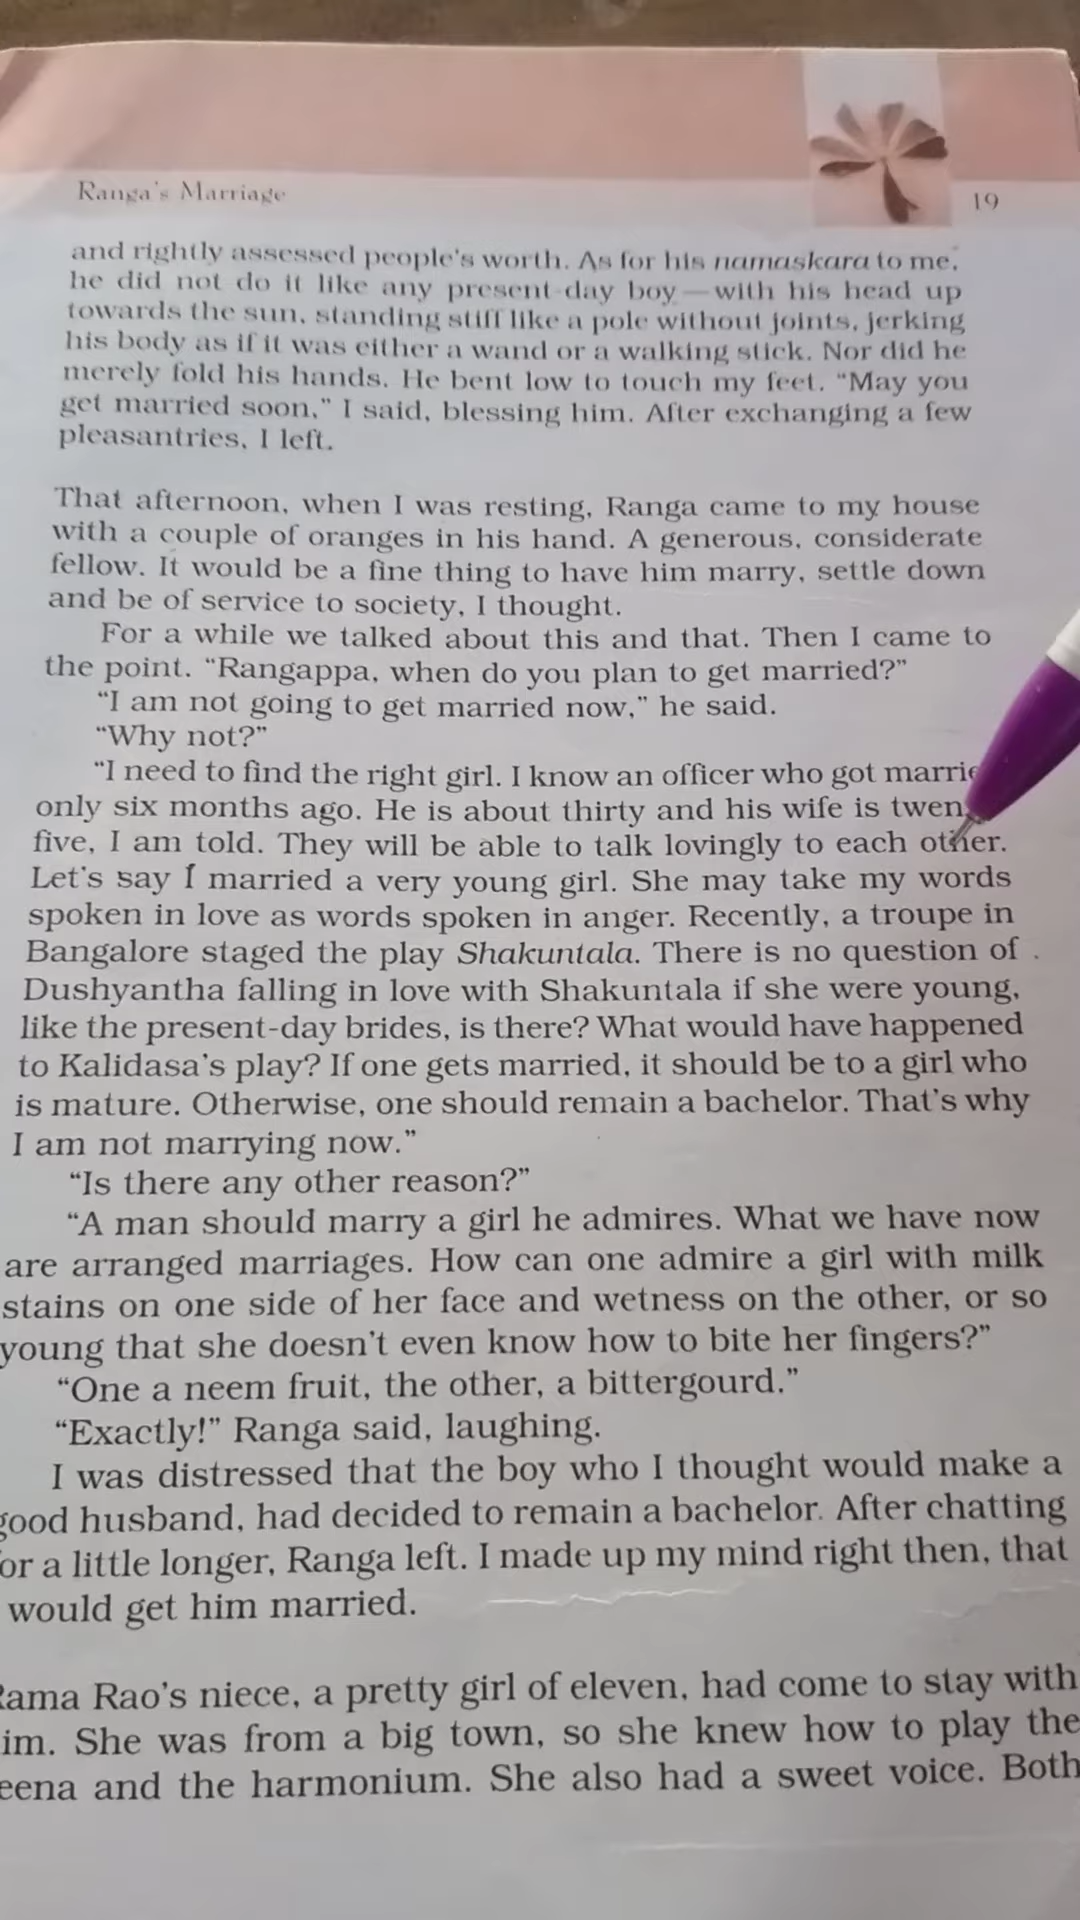 Ranga's Marriage
19
and rightly assessed people's worth. As for his namaskara to me,
he did not do it like any present-day boy—with his head up
towards the sun, standing stiff like a pole without joints, jerking
his body as if it was either a wand or a walking stick. Nor did he
merely fold his hands. He bent low to touch my feet. “May you
get married soon,” I said, blessing him. After exchanging a few
pleasantries, I left.
That afternoon, when I was resting, Ranga came to my house
with a couple of oranges in his hand. A generous, considerate
fellow. It would be a fine thing to have him marry, settle down
and be of service to society, I thought.
For a while we talked about this and that. Then I came to
the point. “Rangappa, when do you plan to get married?”
“I am not going to get married now,” he said.
“Why not?”
“I need to find the right girl. I know an officer who got marrie
only six months ago. He is about thirty and his wife is twen
five, I am told. They will be able to talk lovingly to each other.
Let's say I married a very young girl. She may take my words
spoken in love as words spoken in anger. Recently, a troupe in
Bangalore staged the play Shakuntala. There is no question of
Dushyantha falling in love with Shakuntala if she were young,
like the present-day brides, is there? What would have happened
to Kalidasa's play? If one gets married, it should be to a girl who
is mature. Otherwise, one should remain a bachelor. That's why
I am not marrying now.”
“Is there any other reason?”
“A man should marry a girl he admires. What we have now
are arranged marriages. How can one admire a girl with milk
stains on one side of her face and wetness on the other, or so
young that she doesn't even know how to bite her fingers?”
“One a neem fruit, the other, a bittergourd.”
“Exactly!” Ranga said, laughing.
I was distressed that the boy who I thought would make a
good husband, had decided to remain a bachelor. After chatting
or a little longer, Ranga left. I made up my mind right then, that
would get him married.
Rama Rao's niece, a pretty girl of eleven, had come to stay with
im. She was from a big town, so she knew how to play the
eena and the harmonium. She also had a sweet voice. Both